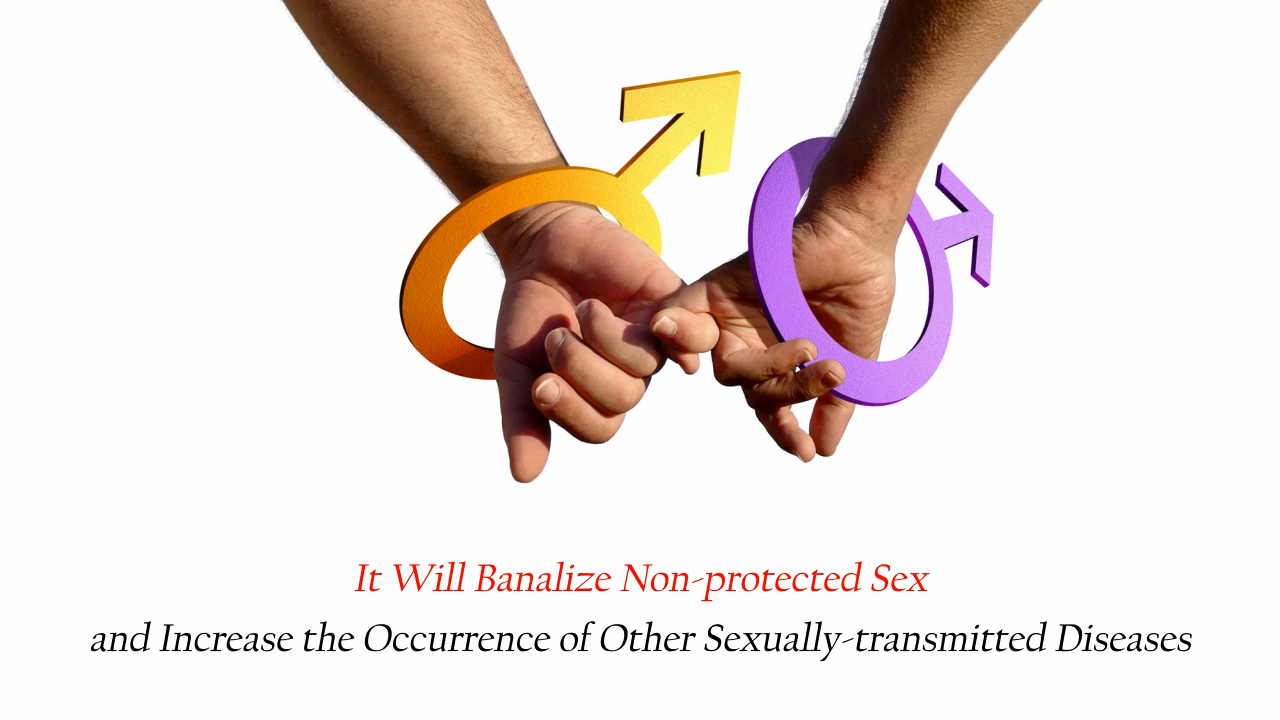 It Will Banalize Non-protected Sex
and Increase the Occurrence of Other Sexually-transmitted Diseases